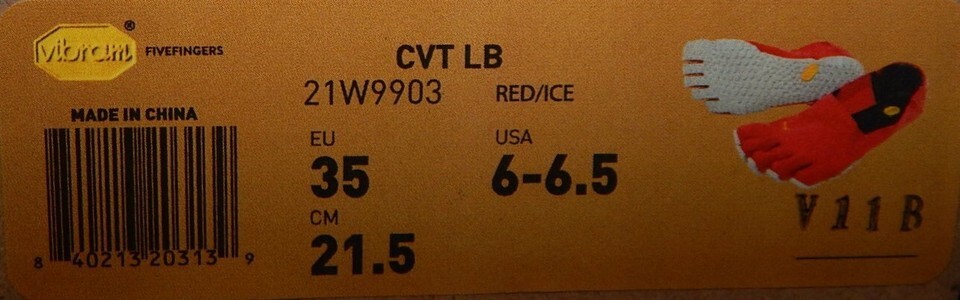 vibram® FIVEFINGERS
CVT LB
21W9903 RED/ICE
MADE IN CHINA
EU USA
35 6-6.5
CM
21.5
8 40213 20313 9
V11B